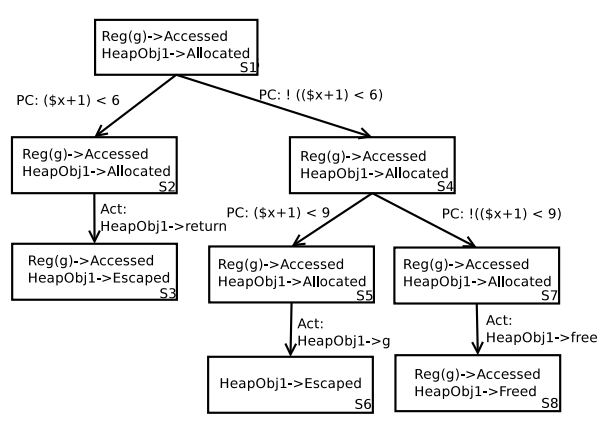 Reg(g)->Accessed
HeapObj1->Allocated
S1
PC: ($x+1) < 6
PC: ! (($x+1) < 6)
Reg(g)->Accessed
HeapObj1->Allocated
S2
Reg(g)->Accessed
HeapObj1->Allocated
S4
Act:
HeapObj1->return
PC: ($x+1) < 9
PC: !(($x+1) < 9)
Reg(g)->Accessed
HeapObj1->Escaped
S3
Reg(g)->Accessed
HeapObj1->Allocated
S5
Reg(g)->Accessed
HeapObj1->Allocated
S7
Act:
HeapObj1->g
Act:
HeapObj1->free
HeapObj1->Escaped
S6
Reg(g)->Accessed
HeapObj1->Freed
S8